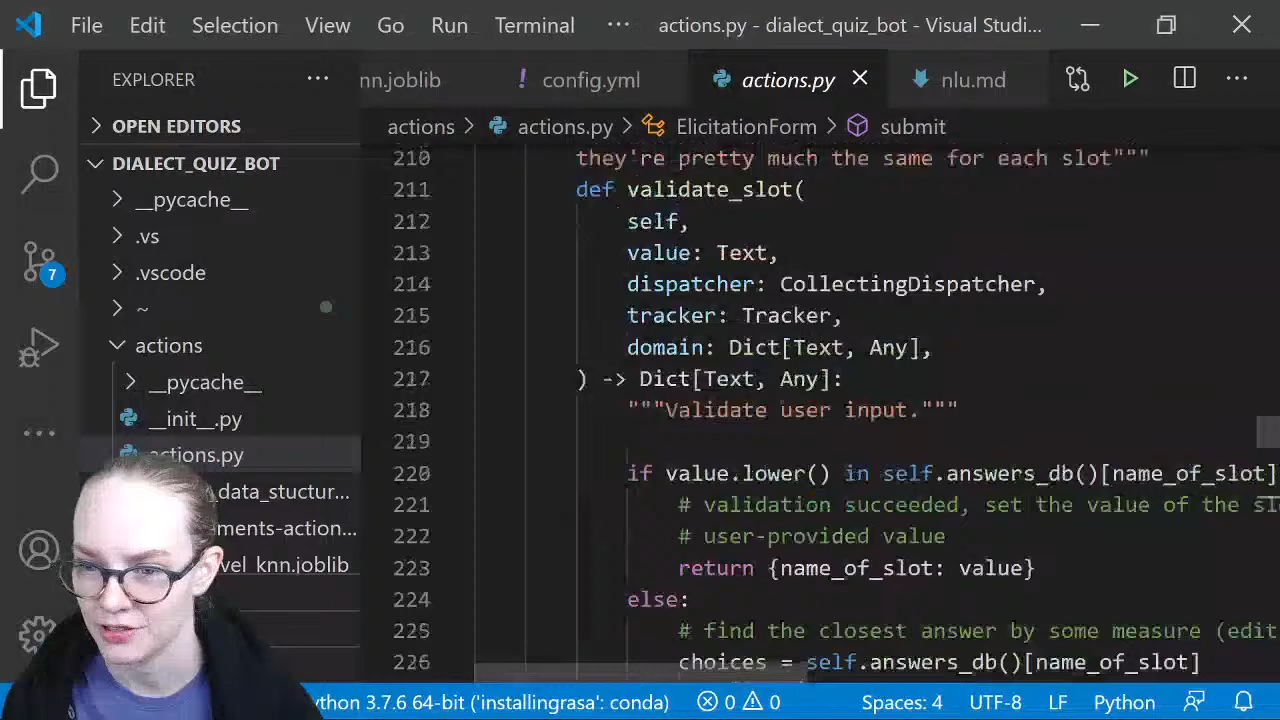 File Edit Selection View Go Run Terminal ··· actions.py - dialect_quiz_bot - Visual Studi...
EXPLORER ···
nn.joblib ! config.yml actions.py nlu.md ···
actions > actions.py > ElicitationForm > submit
OPEN EDITORS
DIALECT_QUIZ_BOT
__pycache__
.vs
.vscode
~
actions
__pycache__
__init__.py
actions.py
_data_stuctur...
ments-action...
vel_knn.joblib
7
210 they're pretty much the same for each slot"""
211 def validate_slot(
212 self,
213 value: Text,
214 dispatcher: CollectingDispatcher,
215 tracker: Tracker,
216 domain: Dict[Text, Any],
217 ) -> Dict[Text, Any]:
218 """Validate user input."""
219
220 if value.lower() in self.answers_db()[name_of_slot]
221 # validation succeeded, set the value of the slo
222 # user-provided value
223 return {name_of_slot: value}
224 else:
225 # find the closest answer by some measure (edit
226 choices = self.answers_db()[name_of_slot]
ython 3.7.6 64-bit ('installingrasa': conda) 0 0 Spaces: 4 UTF-8 LF Python